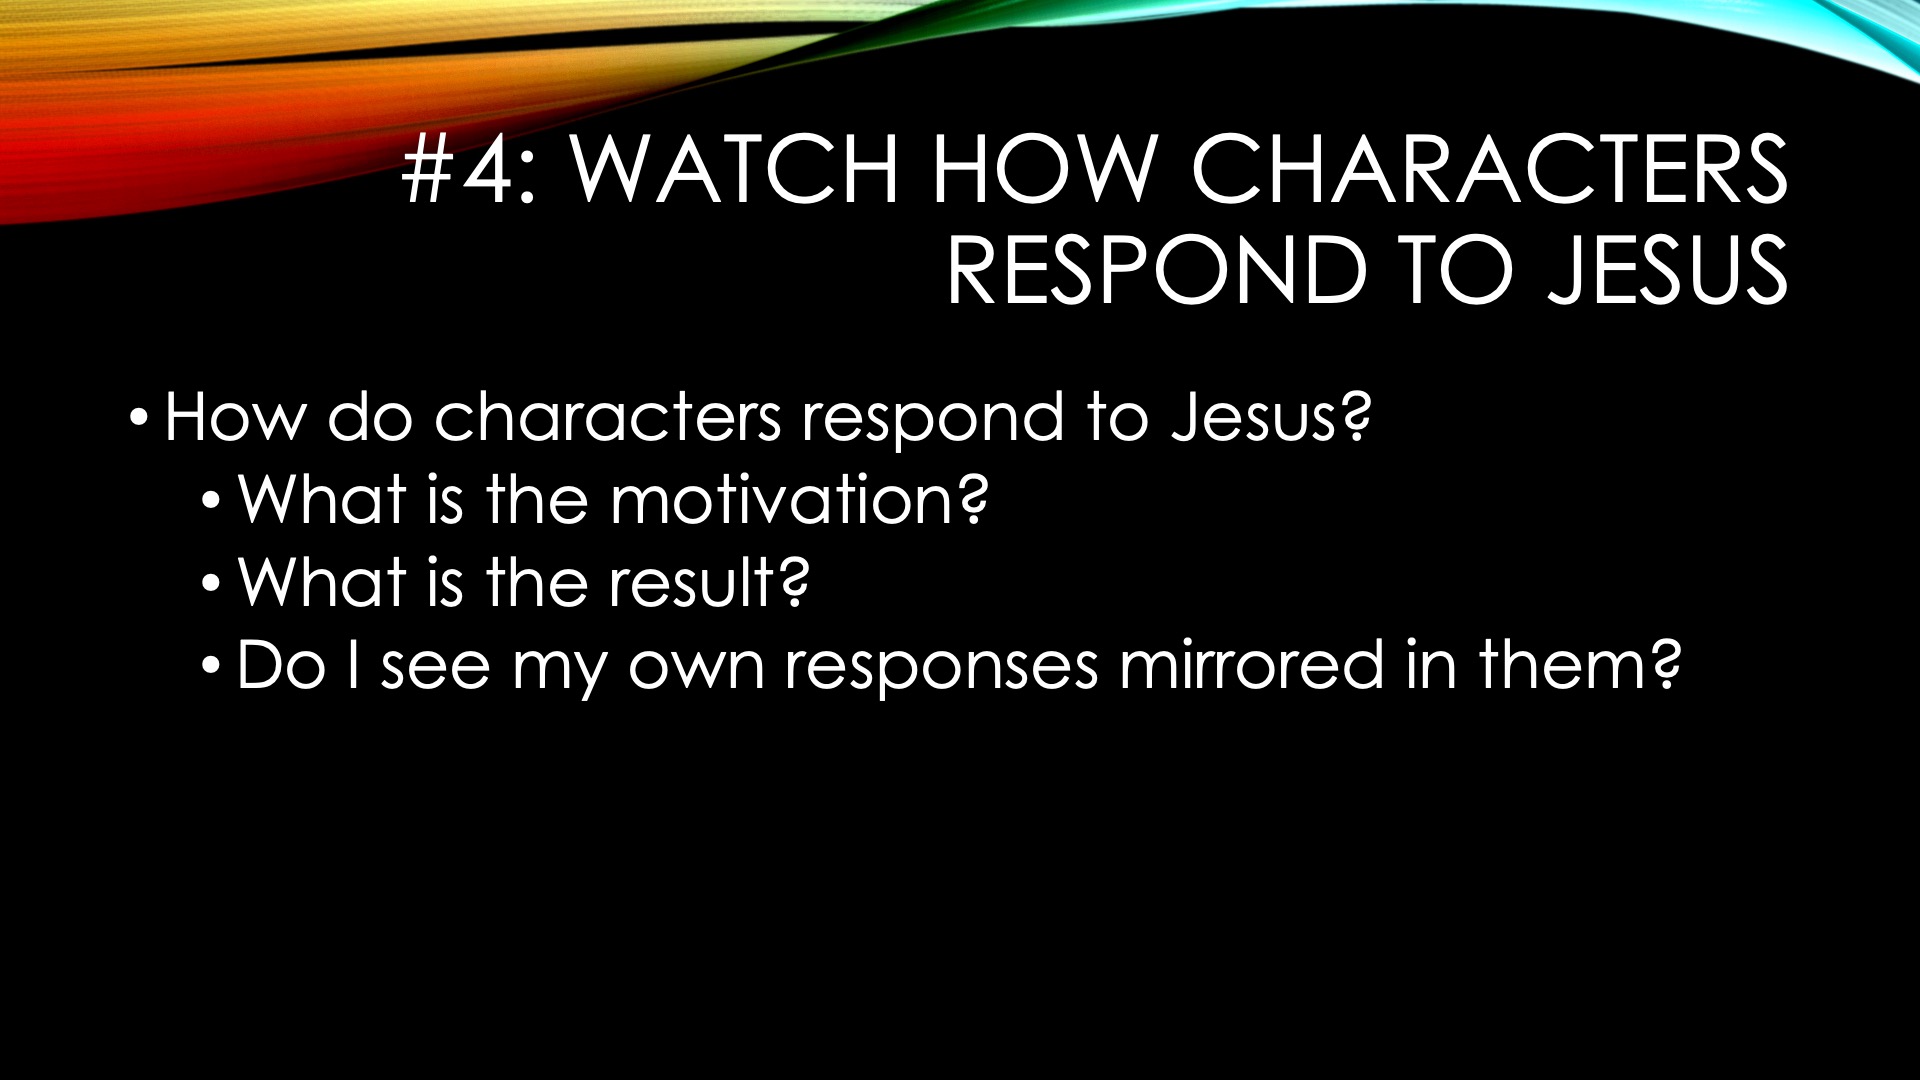 #4: WATCH HOW CHARACTERS
RESPOND TO JESUS
• How do characters respond to Jesus?
• What is the motivation?
• What is the result?
• Do I see my own responses mirrored in them?